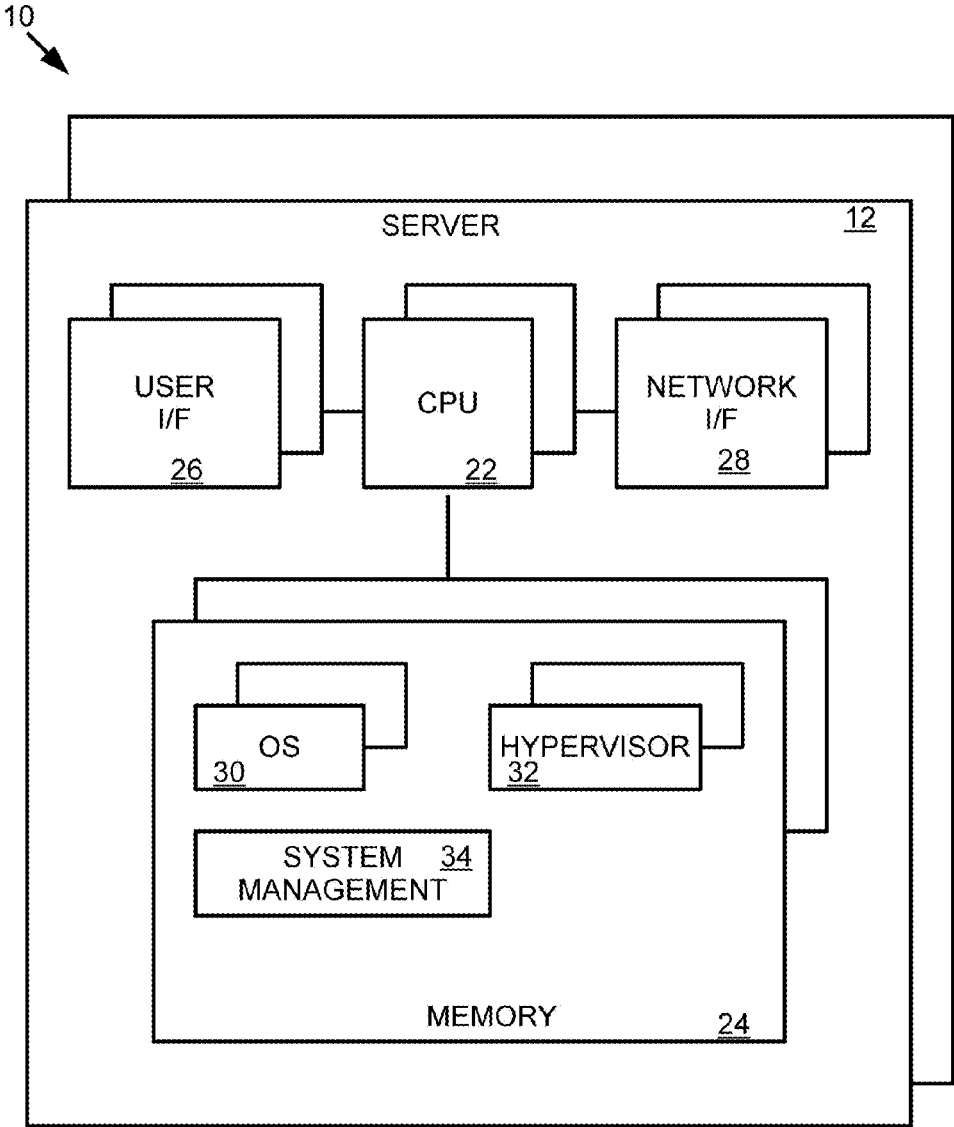 10
SERVER
12
USER
I/F
26
CPU
22
NETWORK
I/F
28
OS
30
HYPERVISOR
32
SYSTEM
MANAGEMENT
34
MEMORY
24